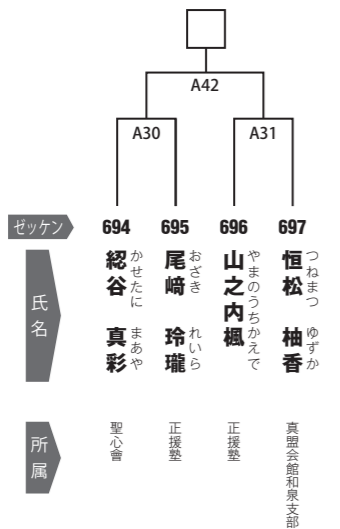 A42
A30
A31
ゼッケン
694
695
696
697
氏名
綛谷 真彩
かせたに まあや
尾﨑 玲瓏
おざき れいら
山之内楓
やまのうちかえで
恒松 柚香
つねまつ ゆずか
所属
聖心會
正援塾
正援塾
真盟会館和泉支部